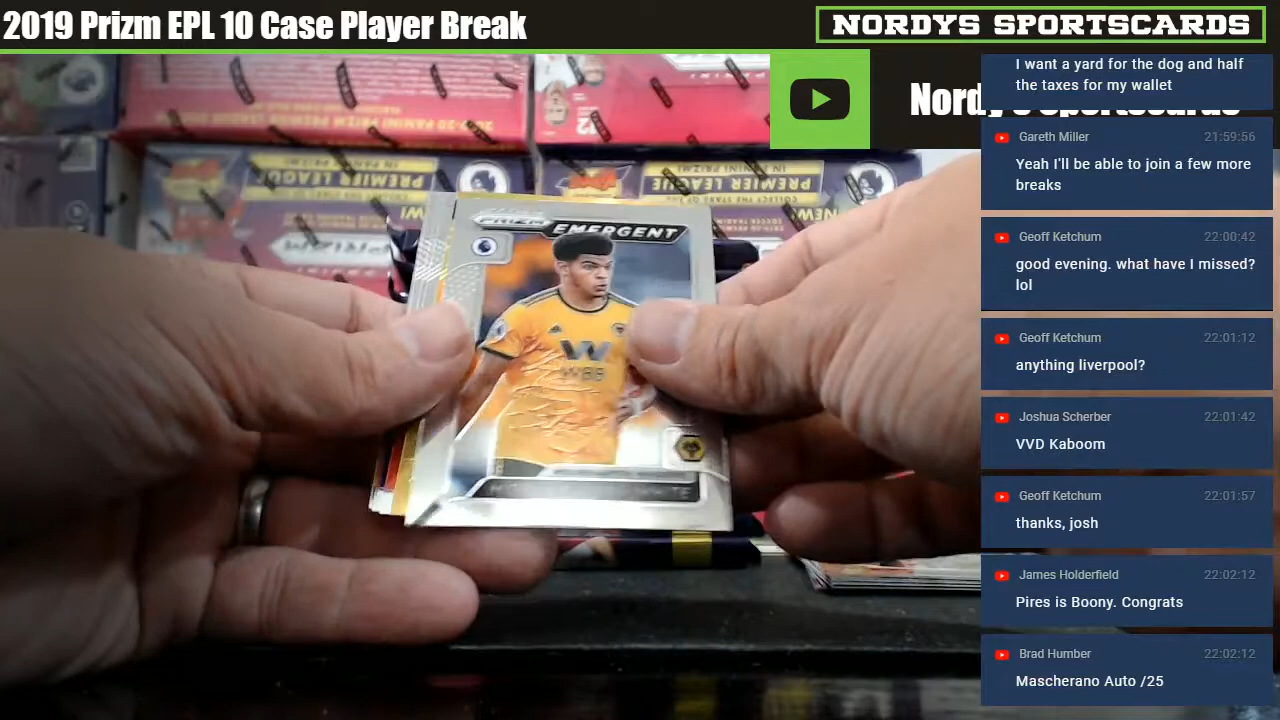 2019 Prizm EPL 10 Case Player Break
NORDYS SPORTSCARDS
I want a yard for the dog and half
the taxes for my wallet
Gareth Miller 21:59:56
Yeah I'll be able to join a few more
breaks
Geoff Ketchum 22:00:42
good evening. what have I missed?
lol
Geoff Ketchum 22:01:12
anything liverpool?
Joshua Scherber 22:01:42
VVD Kaboom
Geoff Ketchum 22:01:57
thanks, josh
James Holderfield 22:02:12
Pires is Boony. Congrats
Brad Humber 22:02:12
Mascherano Auto /25
PREMIER LEAGUE
IN PANINI PRIZM!
PREMIER LEAGUE
PRIZM
EMERGENT
W88